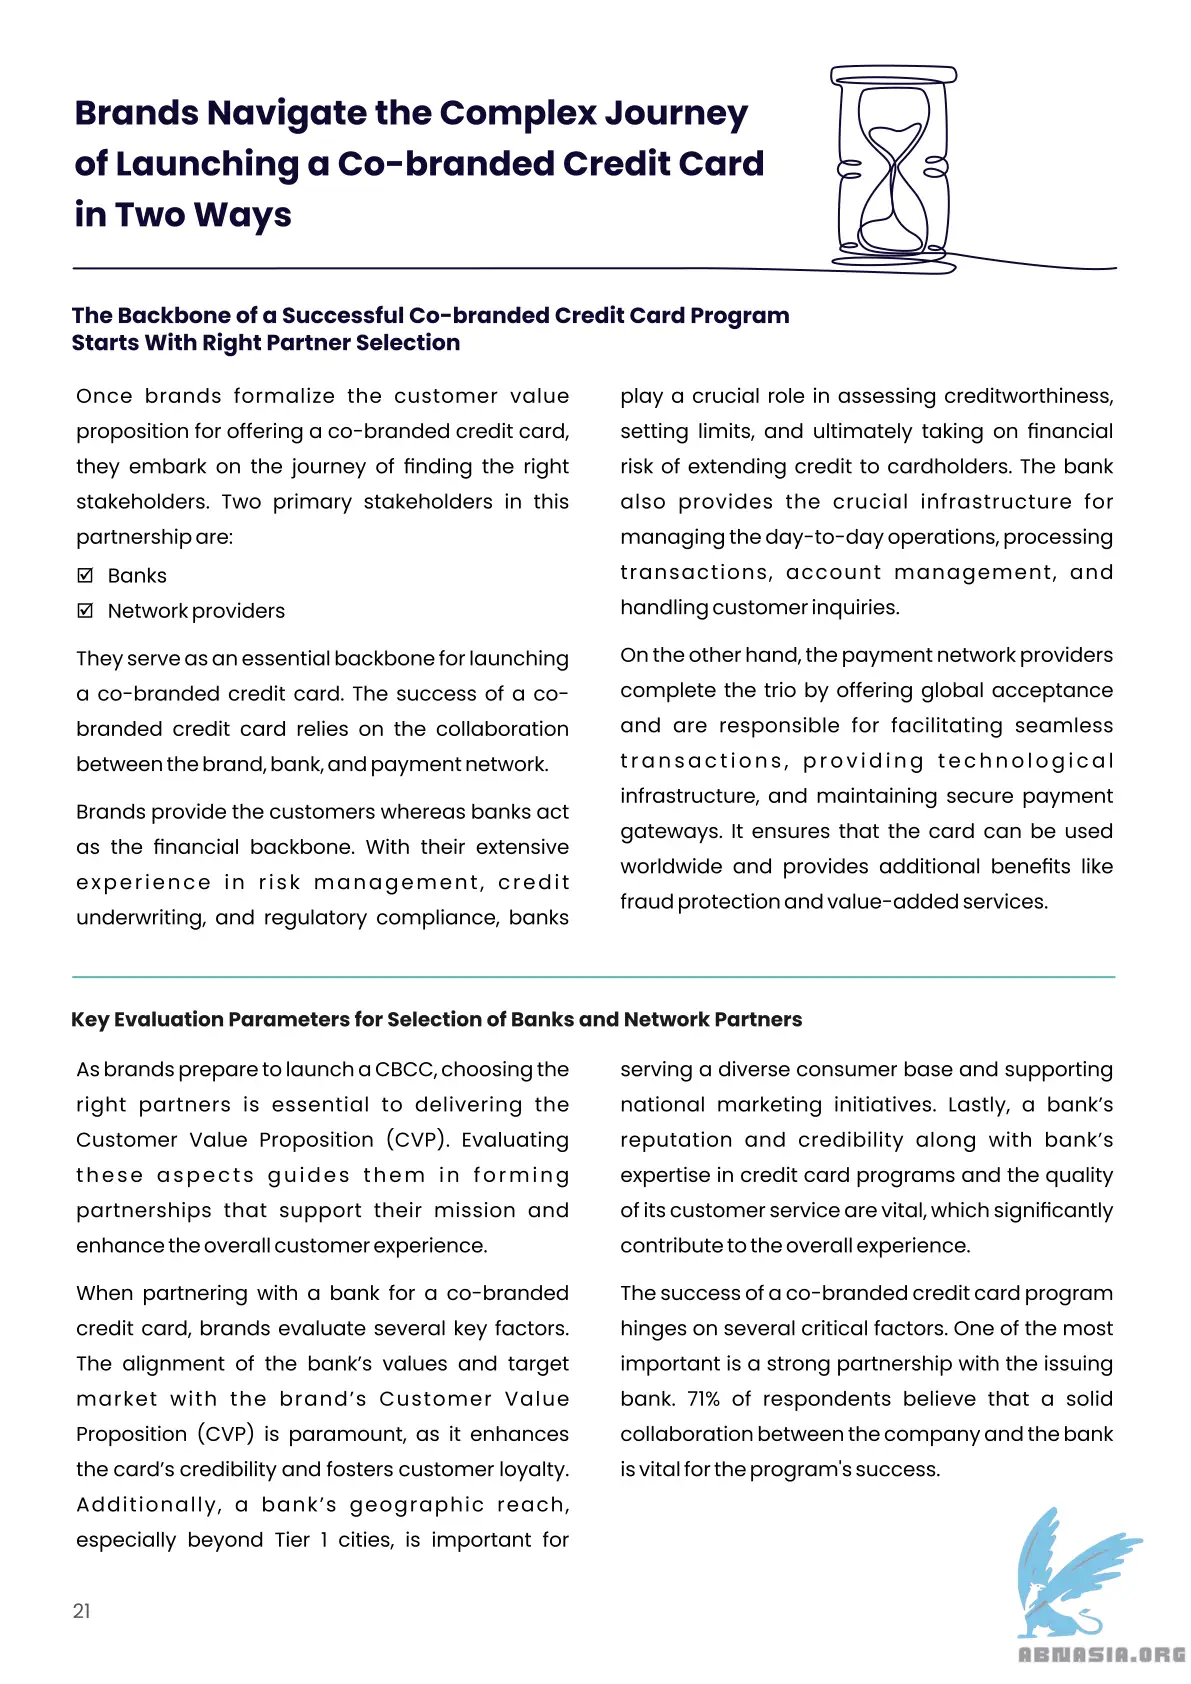 Brands Navigate the Complex Journey
of Launching a Co-branded Credit Card
in Two Ways
The Backbone of a Successful Co-branded Credit Card Program
Starts With Right Partner Selection
Once brands formalize the customer value
proposition for offering a co-branded credit card,
they embark on the journey of finding the right
stakeholders. Two primary stakeholders in this
partnership are:
☑ Banks
☑ Network providers
They serve as an essential backbone for launching
a co-branded credit card. The success of a co-
branded credit card relies on the collaboration
between the brand, bank, and payment network.
Brands provide the customers whereas banks act
as the financial backbone. With their extensive
experience in risk management, credit
underwriting, and regulatory compliance, banks
play a crucial role in assessing creditworthiness,
setting limits, and ultimately taking on financial
risk of extending credit to cardholders. The bank
also provides the crucial infrastructure for
managing the day-to-day operations, processing
transactions, account management, and
handling customer inquiries.
On the other hand, the payment network providers
complete the trio by offering global acceptance
and are responsible for facilitating seamless
transactions, providing technological
infrastructure, and maintaining secure payment
gateways. It ensures that the card can be used
worldwide and provides additional benefits like
fraud protection and value-added services.
Key Evaluation Parameters for Selection of Banks and Network Partners
As brands prepare to launch a CBCC, choosing the
right partners is essential to delivering the
Customer Value Proposition (CVP). Evaluating
these aspects guides them in forming
partnerships that support their mission and
enhance the overall customer experience.
When partnering with a bank for a co-branded
credit card, brands evaluate several key factors.
The alignment of the bank's values and target
market with the brand's Customer Value
Proposition (CVP) is paramount, as it enhances
the card's credibility and fosters customer loyalty.
Additionally, a bank's geographic reach,
especially beyond Tier 1 cities, is important for
serving a diverse consumer base and supporting
national marketing initiatives. Lastly, a bank's
reputation and credibility along with bank's
expertise in credit card programs and the quality
of its customer service are vital, which significantly
contribute to the overall experience.
The success of a co-branded credit card program
hinges on several critical factors. One of the most
important is a strong partnership with the issuing
bank. 71% of respondents believe that a solid
collaboration between the company and the bank
is vital for the program's success.
21
ABNASIA.ORG